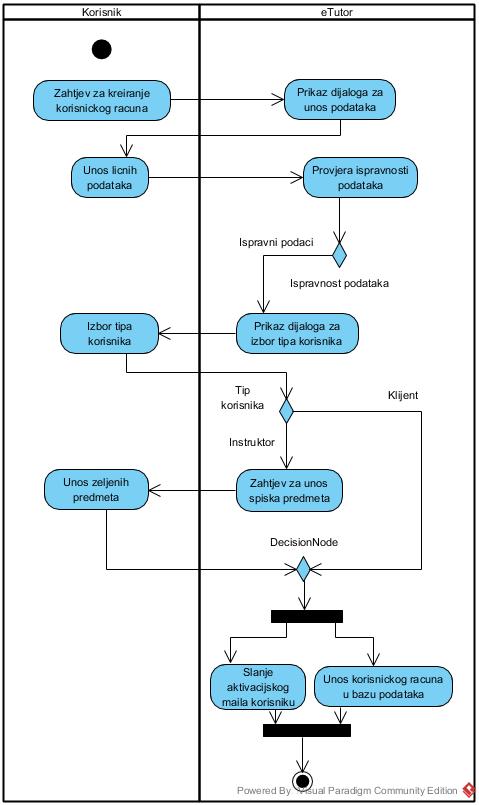 Korisnik
eTutor
Zahtjev za kreiranje
korisnickog racuna
Prikaz dijaloga za
unos podataka
Unos licnih
podataka
Provjera ispravnosti
podataka
Ispravni podaci
Ispravnost podataka
Izbor tipa
korisnika
Prikaz dijaloga za
izbor tipa korisnika
Tip
korisnika
Klijent
Instruktor
Unos zeljenih
predmeta
Zahtjev za unos
spiska predmeta
DecisionNode
Slanje
aktivacijskog
maila korisniku
Unos korisnickog racuna
u bazu podataka
Powered By Visual Paradigm Community Edition